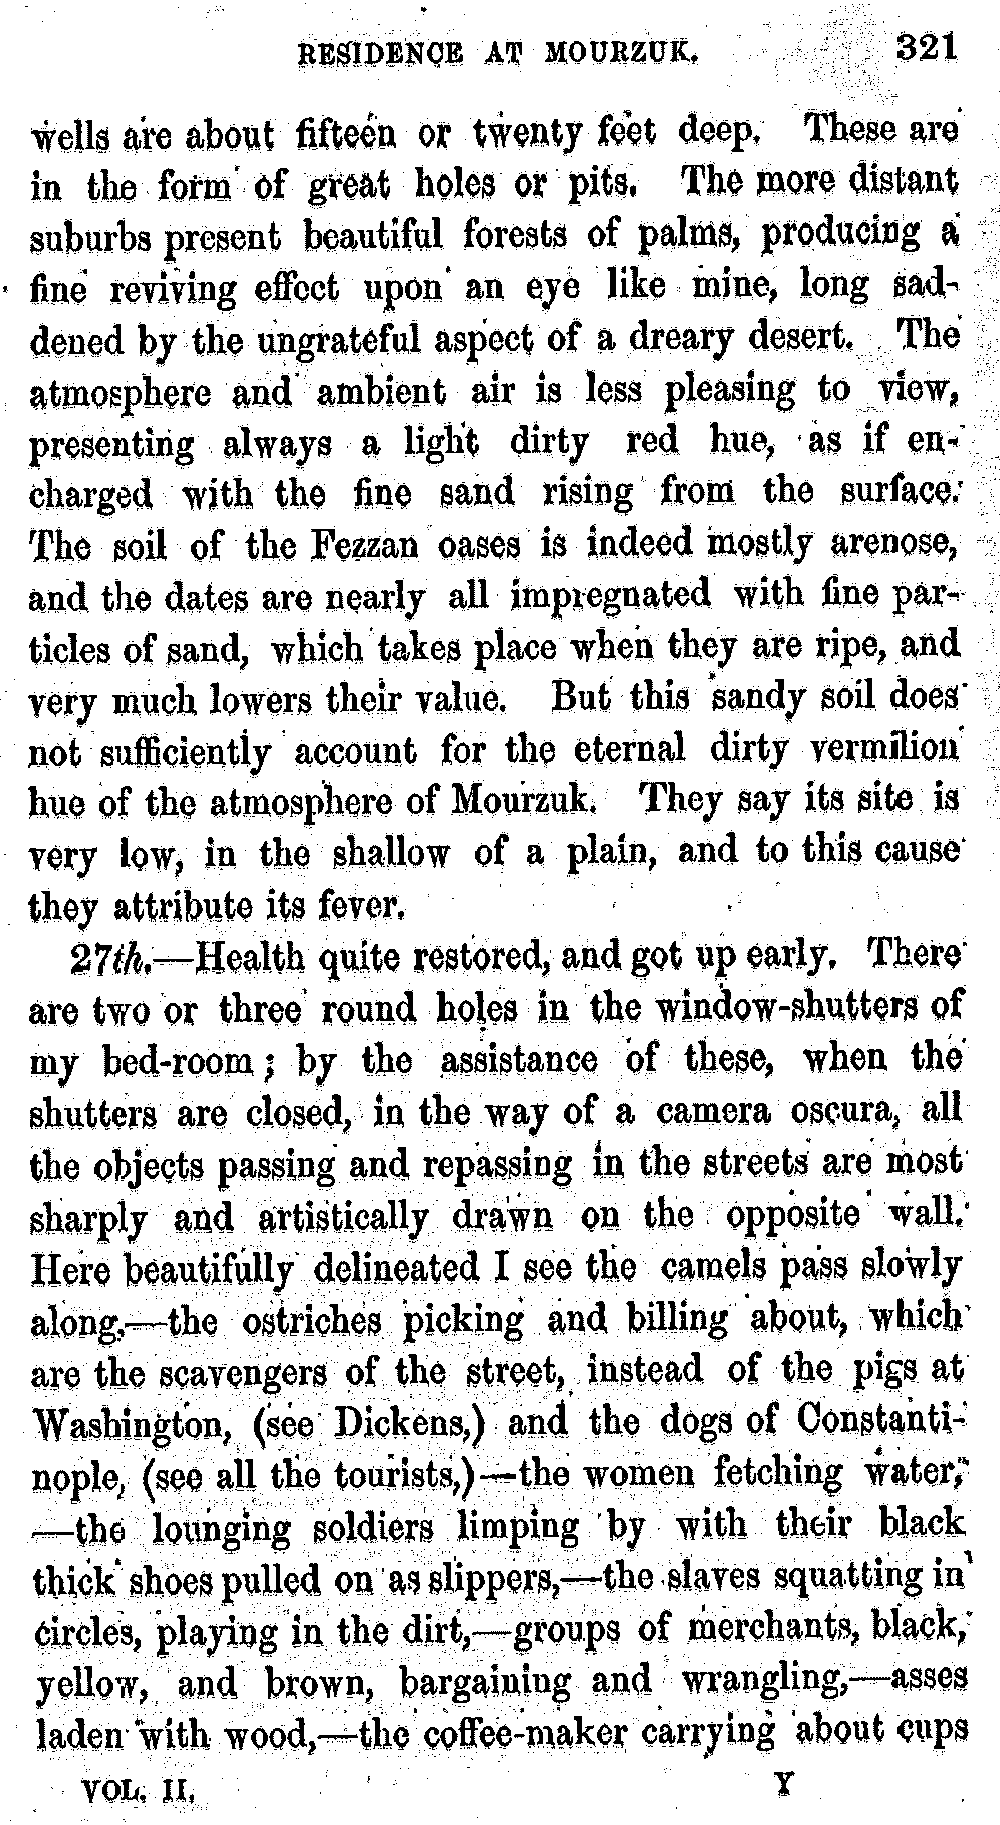 RESIDENCE AT MOURZUK. 321
wells are about fifteen or twenty feet deep. These are
in the form of great holes or pits. The more distant
suburbs present beautiful forests of palms, producing a
fine reviving effect upon an eye like mine, long sad-
dened by the ungrateful aspect of a dreary desert. The
atmosphere and ambient air is less pleasing to view,
presenting always a light dirty red hue, as if en-
charged with the fine sand rising from the surface.
The soil of the Fezzan oases is indeed mostly arenose,
and the dates are nearly all impregnated with fine par-
ticles of sand, which takes place when they are ripe, and
very much lowers their value. But this sandy soil does
not sufficiently account for the eternal dirty vermilion
hue of the atmosphere of Mourzuk. They say its site is
very low, in the shallow of a plain, and to this cause
they attribute its fever.
27th.—Health quite restored, and got up early. There
are two or three round holes in the window-shutters of
my bed-room; by the assistance of these, when the
shutters are closed, in the way of a camera oscura, all
the objects passing and repassing in the streets are most
sharply and artistically drawn on the opposite wall.
Here beautifully delineated I see the camels pass slowly
along,—the ostriches picking and billing about, which
are the scavengers of the street, instead of the pigs at
Washington, (see Dickens,) and the dogs of Constanti-
nople, (see all the tourists,)—the women fetching water,
—the lounging soldiers limping by with their black
thick shoes pulled on as slippers,—the slaves squatting in
circles, playing in the dirt,—groups of merchants, black,
yellow, and brown, bargaining and wrangling,—asses
laden with wood,—the coffee-maker carrying about cups
VOL. II. Y